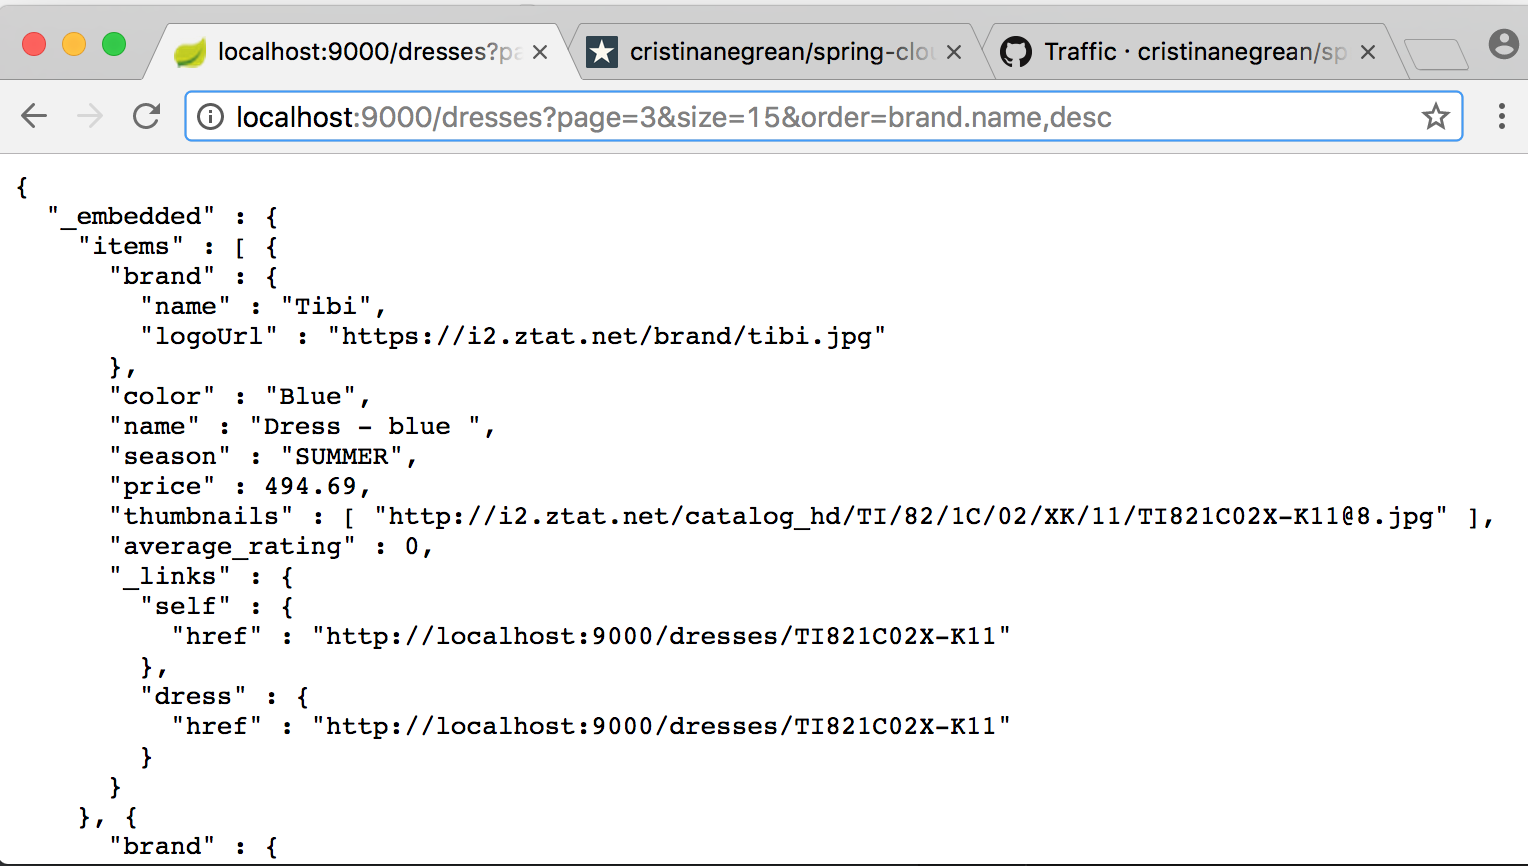 localhost:9000/dresses?pa
cristinanegrean/spring-clou
Traffic · cristinanegrean/sp
localhost:9000/dresses?page=3&size=15&order=brand.name,desc
{
  "_embedded" : {
    "items" : [ {
      "brand" : {
        "name" : "Tibi",
        "logoUrl" : "https://i2.ztat.net/brand/tibi.jpg"
      },
      "color" : "Blue",
      "name" : "Dress - blue ",
      "season" : "SUMMER",
      "price" : 494.69,
      "thumbnails" : [ "http://i2.ztat.net/catalog_hd/TI/82/1C/02/XK/11/TI821C02X-K11@8.jpg" ],
      "average_rating" : 0,
      "_links" : {
        "self" : {
          "href" : "http://localhost:9000/dresses/TI821C02X-K11"
        },
        "dress" : {
          "href" : "http://localhost:9000/dresses/TI821C02X-K11"
        }
      }
    }, {
      "brand" : {